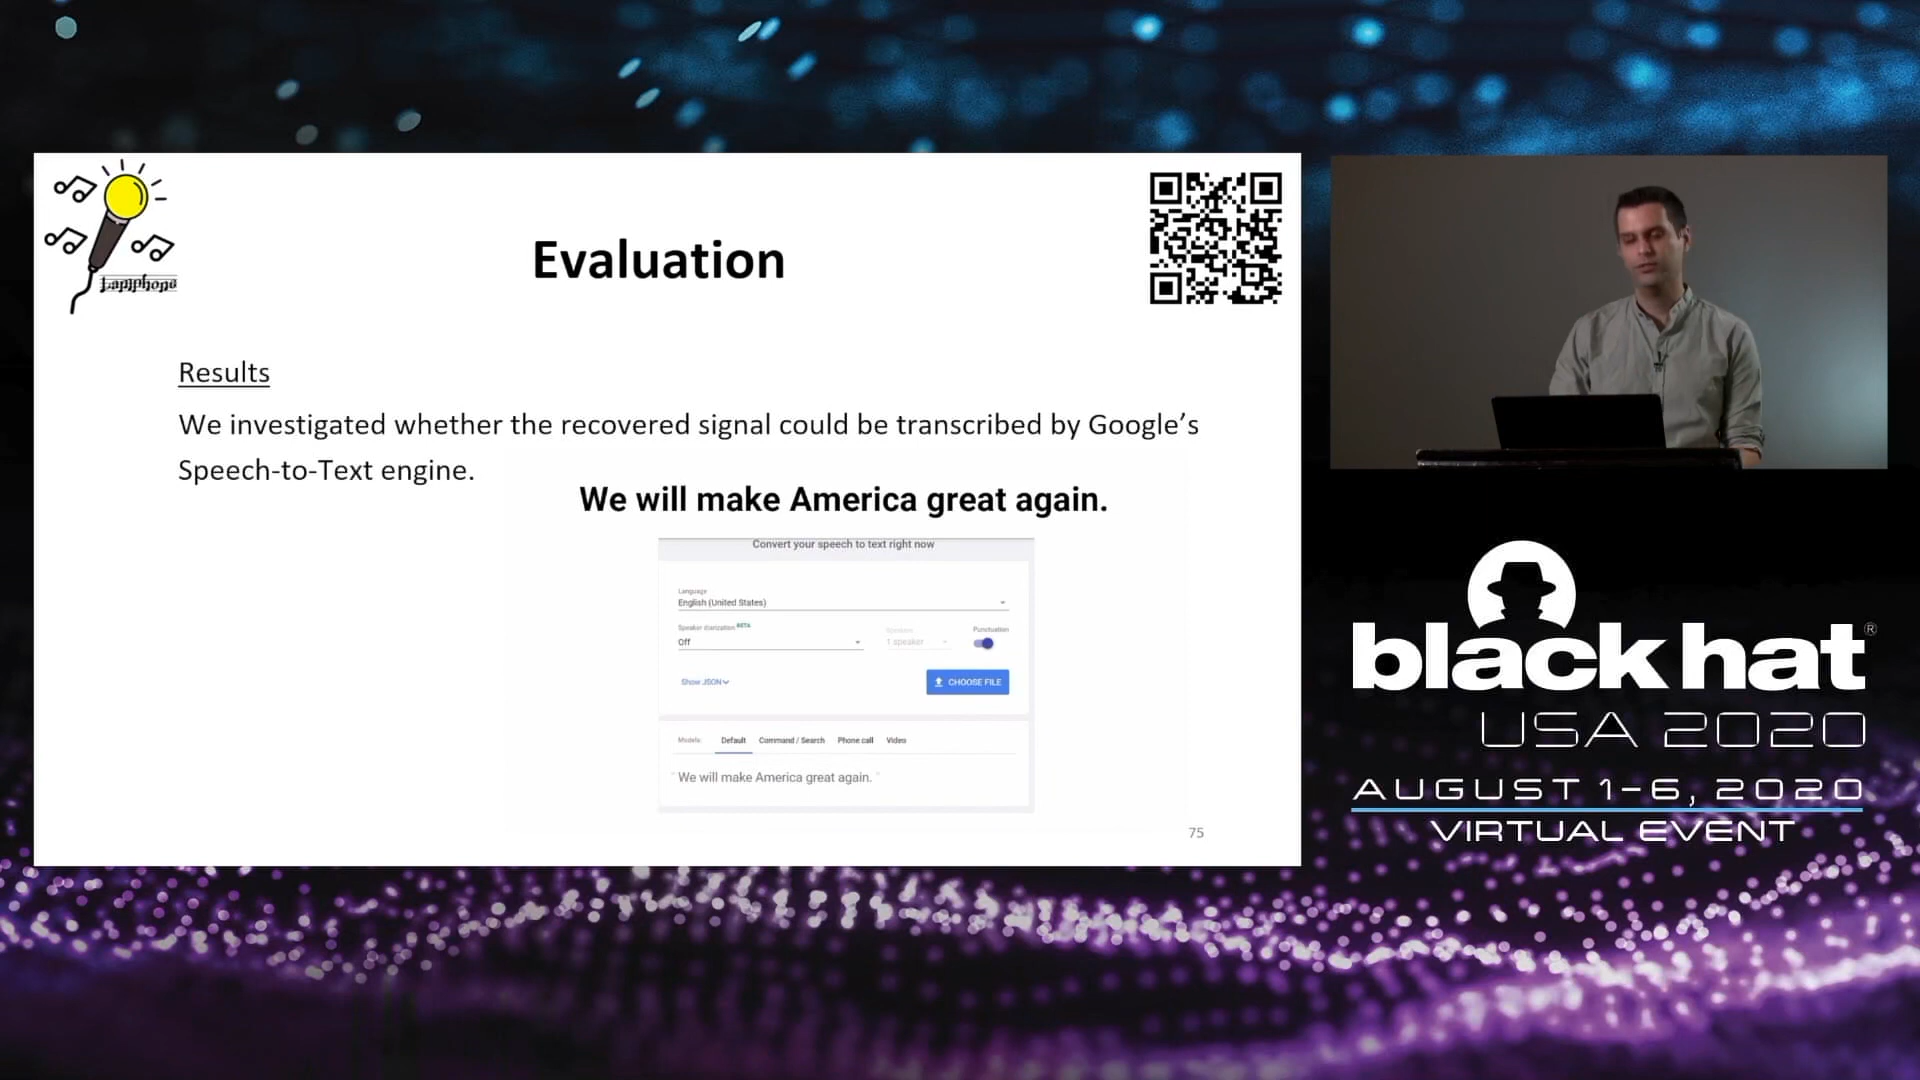 Lamphone
Evaluation
Results
We investigated whether the recovered signal could be transcribed by Google’s
Speech-to-Text engine.
We will make America great again.
Convert your speech to text right now
Language
English (United States)
Speaker diarization BETA
Off
Speakers
1 speaker
Punctuation
Show JSON
CHOOSE FILE
Models: Default Command / Search Phone call Video
" We will make America great again. "
75
black hat®
USA 2020
AUGUST 1-6, 2020
VIRTUAL EVENT